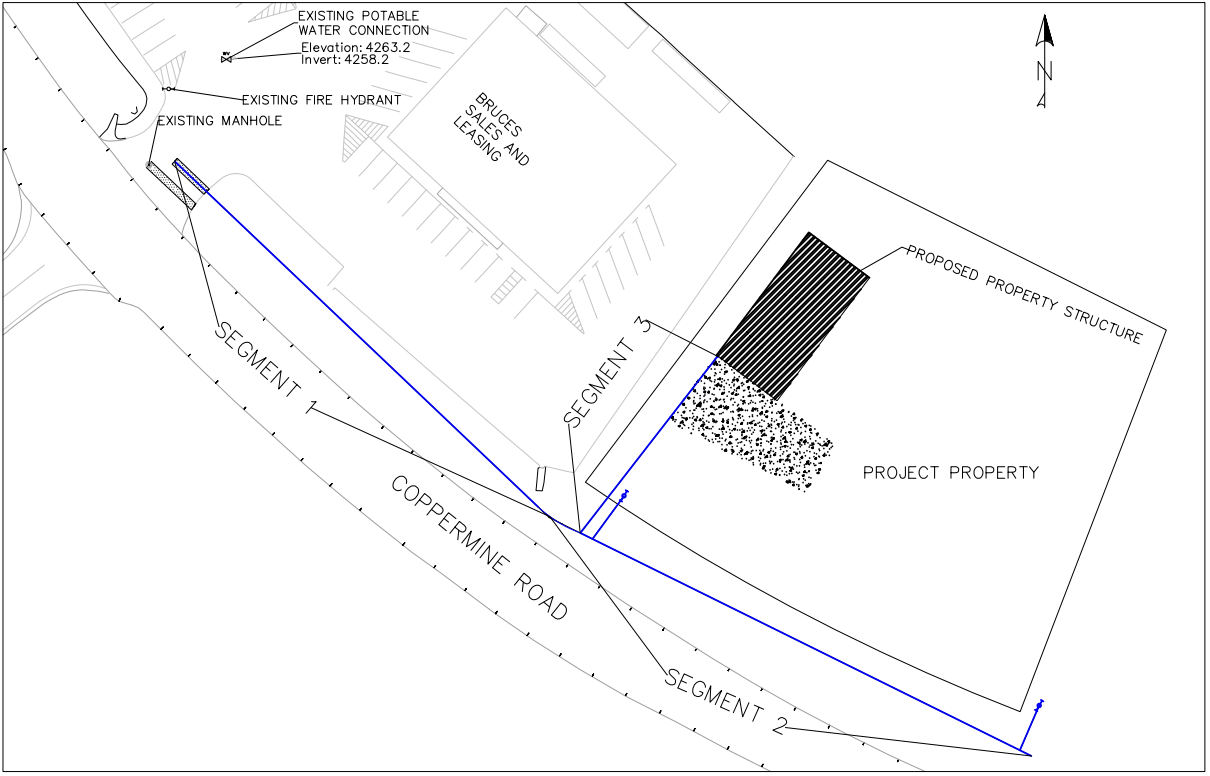 EXISTING POTABLE
WATER CONNECTION
Elevation: 4263.2
Invert: 4258.2
EXISTING FIRE HYDRANT
EXISTING MANHOLE
BRUCES
SALES AND
LEASING
N
PROPOSED PROPERTY STRUCTURE
SEGMENT 1
SEGMENT 3
PROJECT PROPERTY
COPPERMINE ROAD
SEGMENT 2